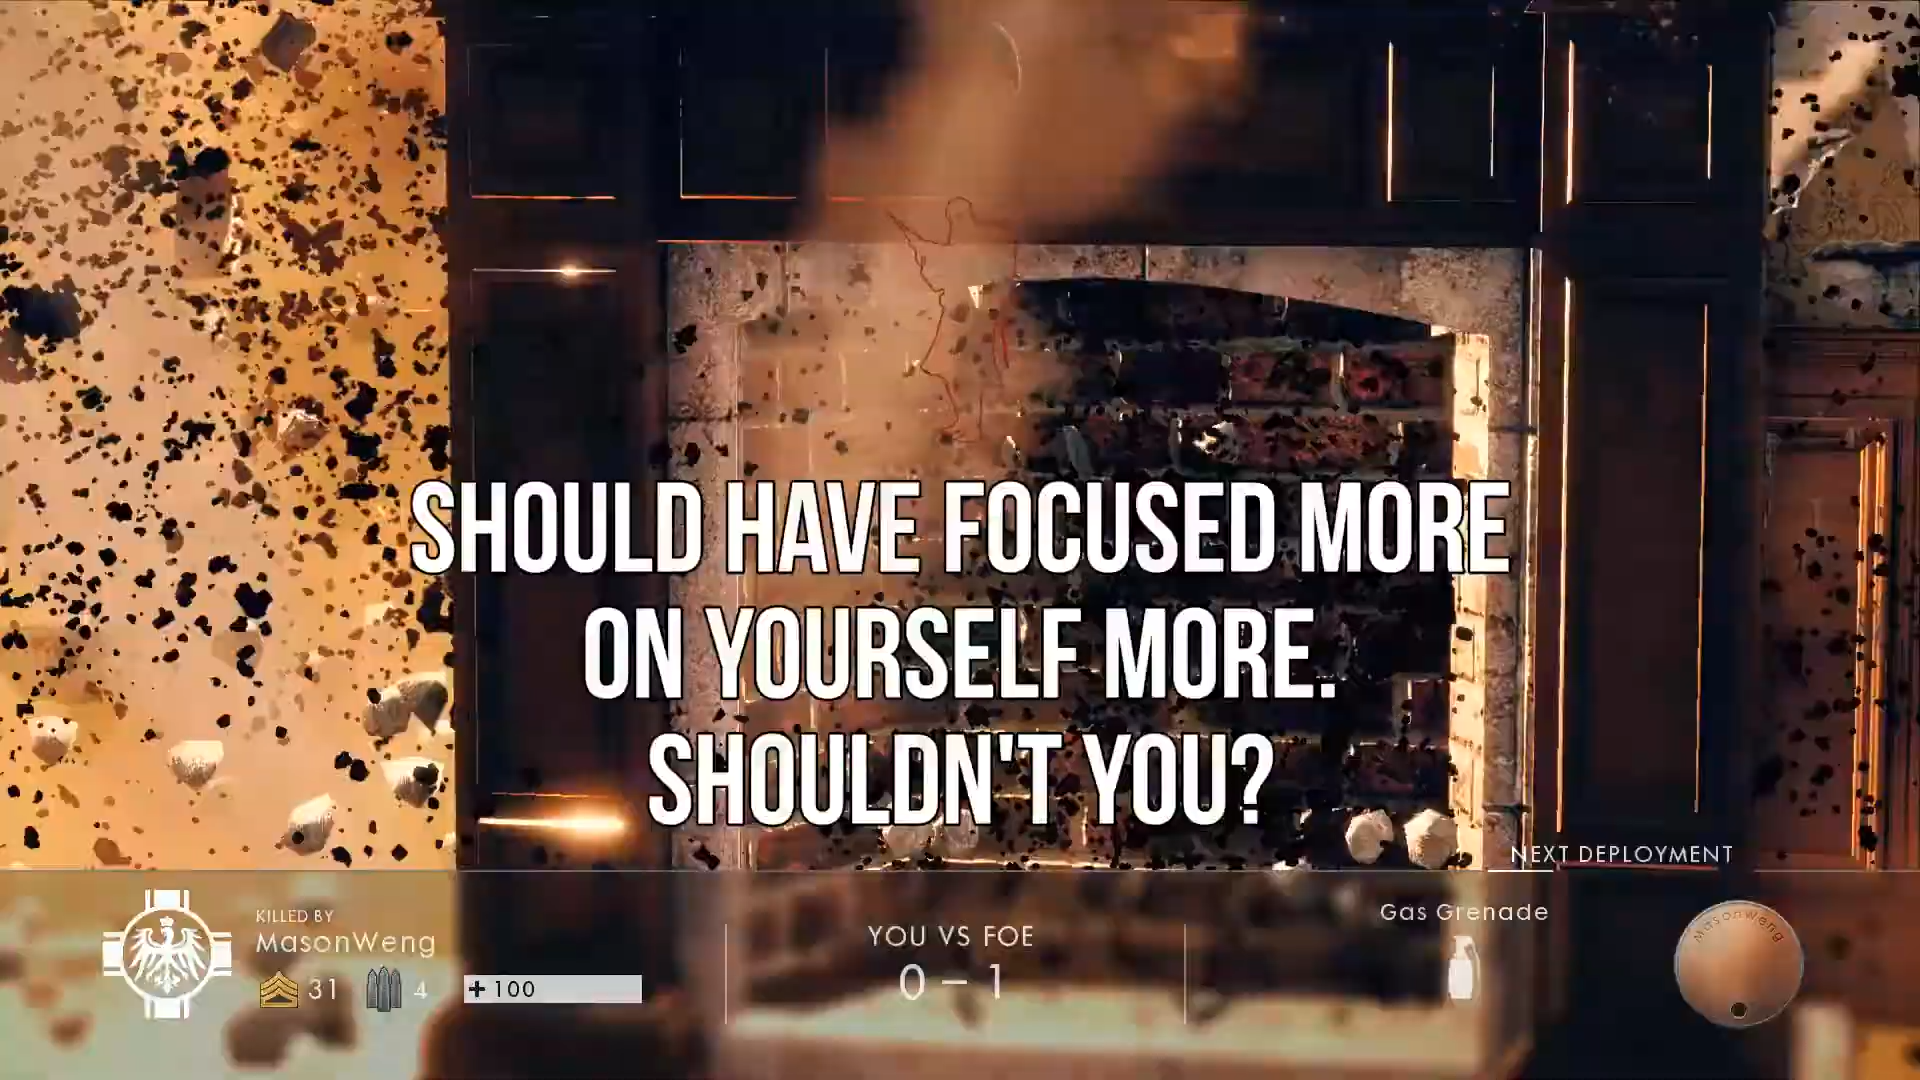 SHOULD HAVE FOCUSED MORE
ON YOURSELF MORE.
SHOULDN'T YOU?
NEXT DEPLOYMENT
KILLED BY
MasonWeng
31
4
+ 100
YOU VS FOE
0 – 1
Gas Grenade
MasonWeng